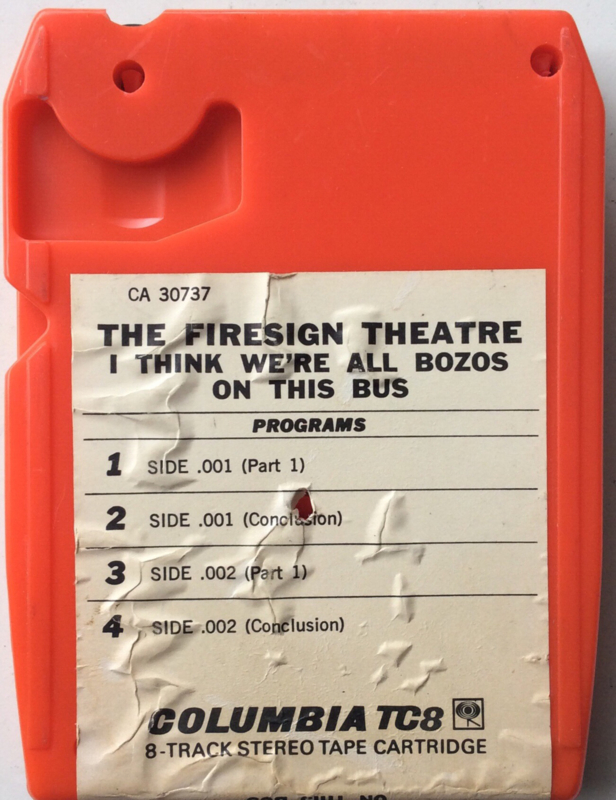 CA 30737
THE FIRESIGN THEATRE
I THINK WE'RE ALL BOZOS
ON THIS BUS
PROGRAMS
1 SIDE .001 (Part 1)
2 SIDE .001 (Conclusion)
3 SIDE .002 (Part 1)
4 SIDE .002 (Conclusion)
COLUMBIA TC8
8-TRACK STEREO TAPE CARTRIDGE